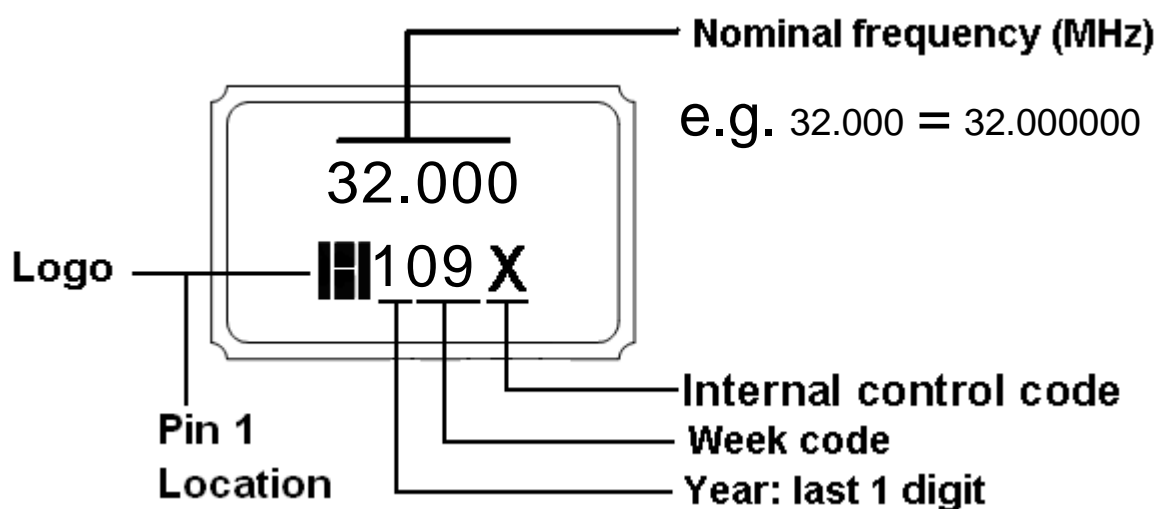 Nominal frequency (MHz)
e.g. 32.000 = 32.000000
32.000
Logo
109 X
Internal control code
Pin 1
Location
Week code
Year: last 1 digit